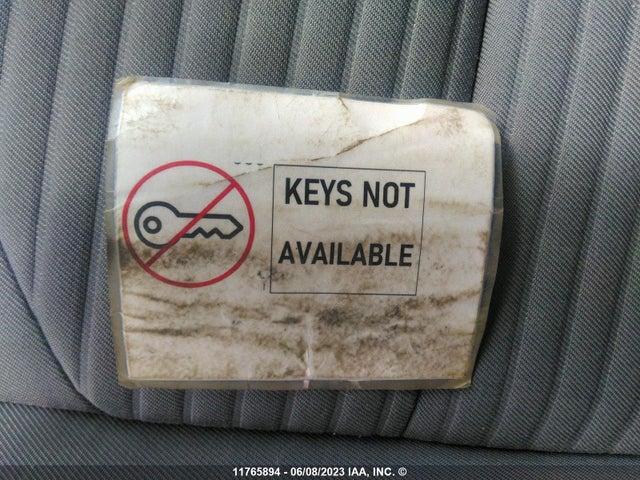 KEYS NOT
AVAILABLE
11765894 - 06/08/2023 IAA, INC. ©